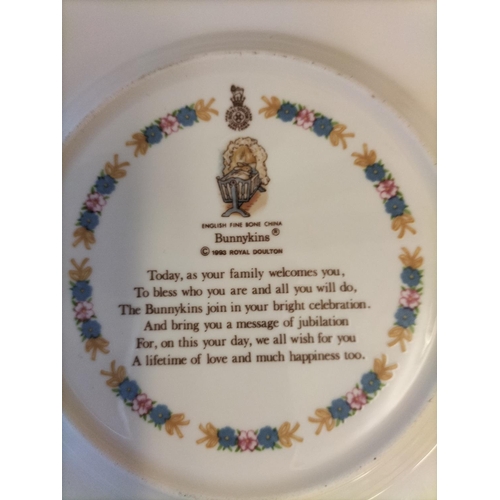 ENGLISH FINE BONE CHINA
Bunnykins®
© 1993 ROYAL DOULTON
Today, as your family welcomes you,
To bless who you are and all you will do,
The Bunnykins join in your bright celebration.
And bring you a message of jubilation
For, on this your day, we all wish for you
A lifetime of love and much happiness too.